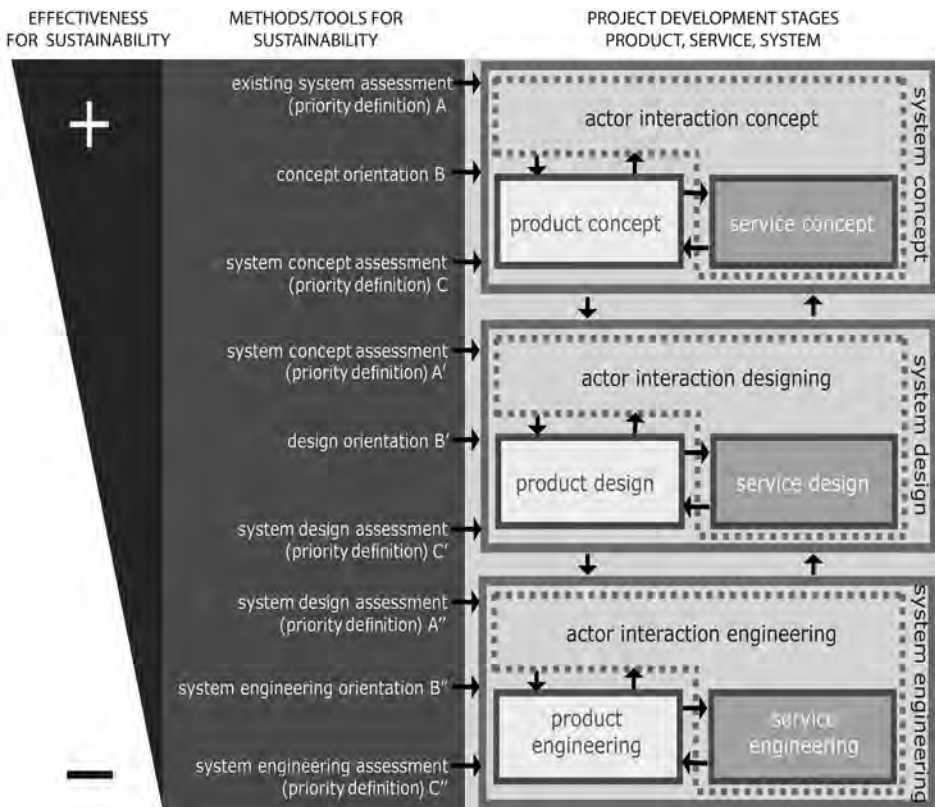 EFFECTIVENESS
FOR SUSTAINABILITY
METHODS/TOOLS FOR
SUSTAINABILITY
PROJECT DEVELOPMENT STAGES
PRODUCT, SERVICE, SYSTEM
+
existing system assessment
(priority definition) A
concept orientation B
system concept assessment
(priority definition) C
actor interaction concept
product concept
service concept
system concept
system concept assessment
(priority definition) A'
design orientation B'
system design assessment
(priority definition) C'
actor interaction designing
product design
service design
system design
system design assessment
(priority definition) A"
system engineering orientation B"
system engineering assessment
(priority definition) C"
actor interaction engineering
product
engineering
service
engineering
system engineering
−